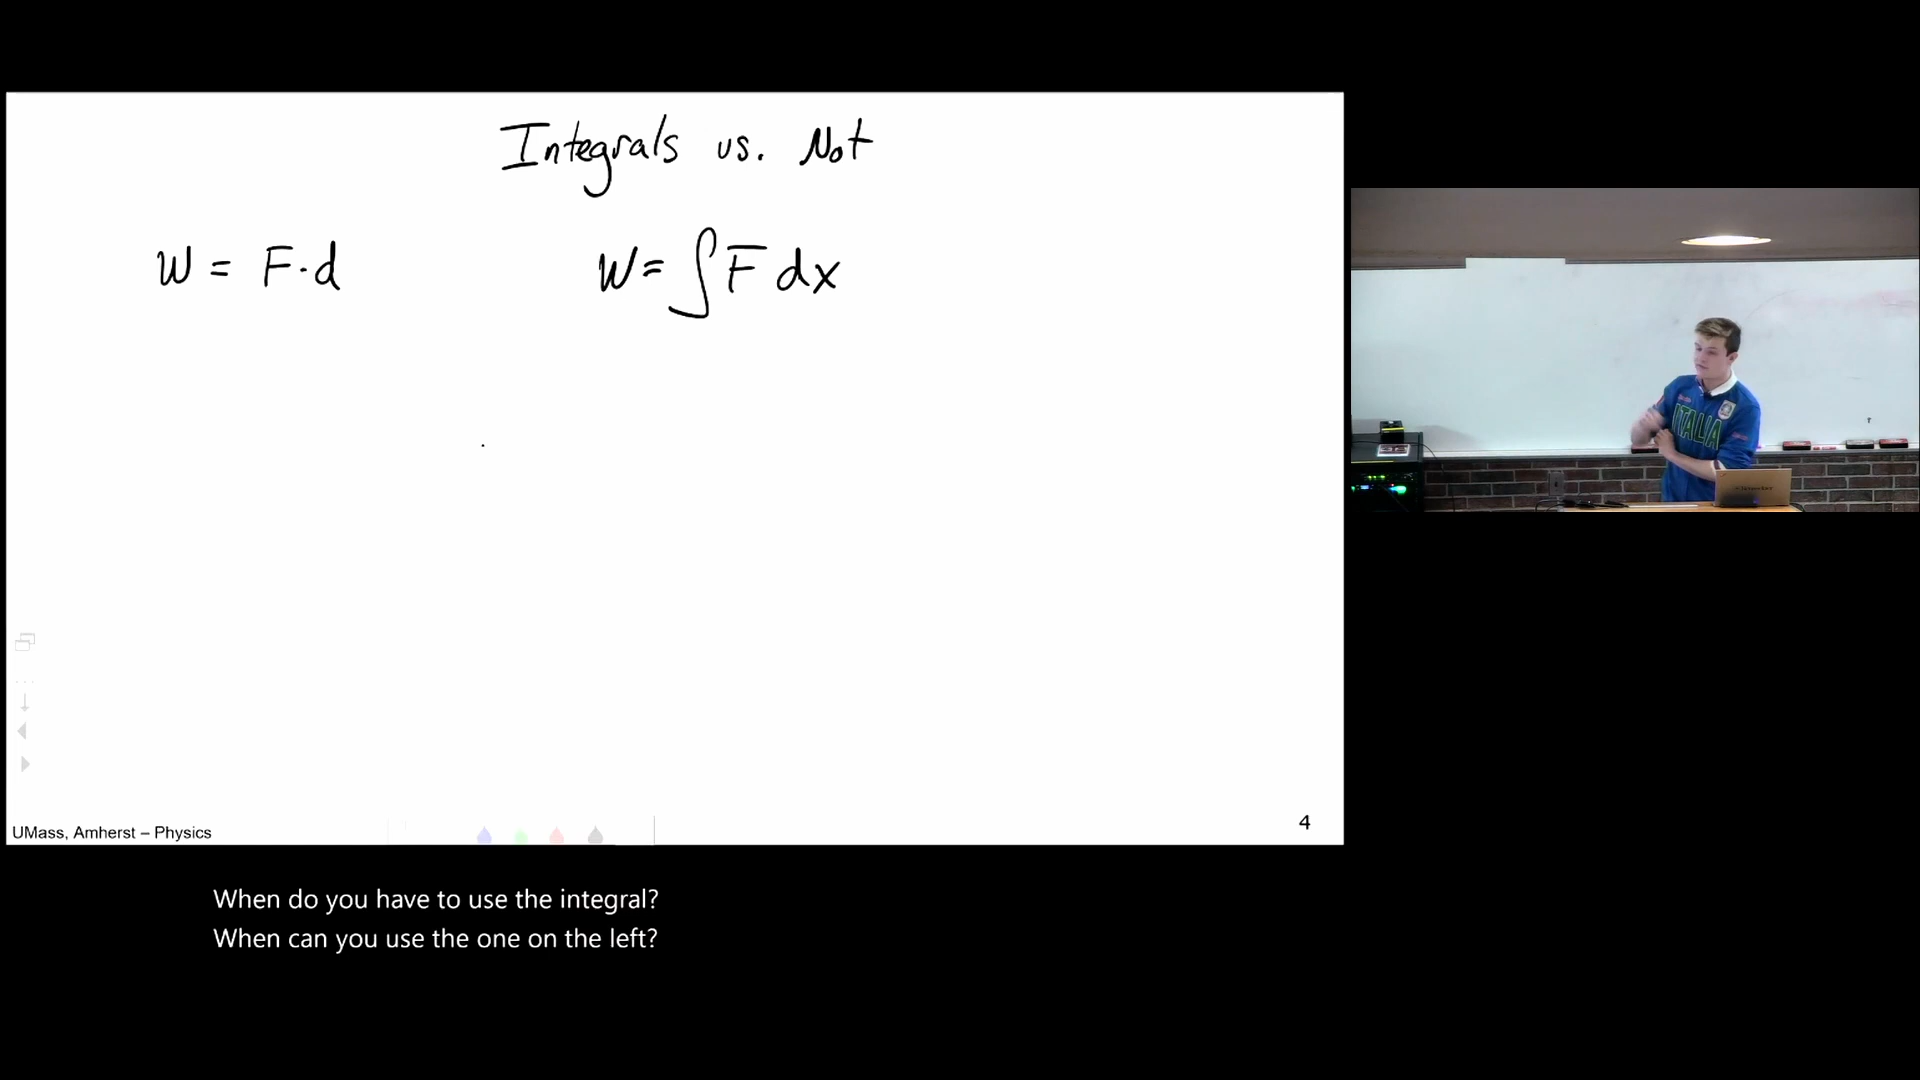 Integrals vs. Not
W = F·d
W = ∫F dx
UMass, Amherst – Physics
4
ITALIA
When do you have to use the integral?
When can you use the one on the left?